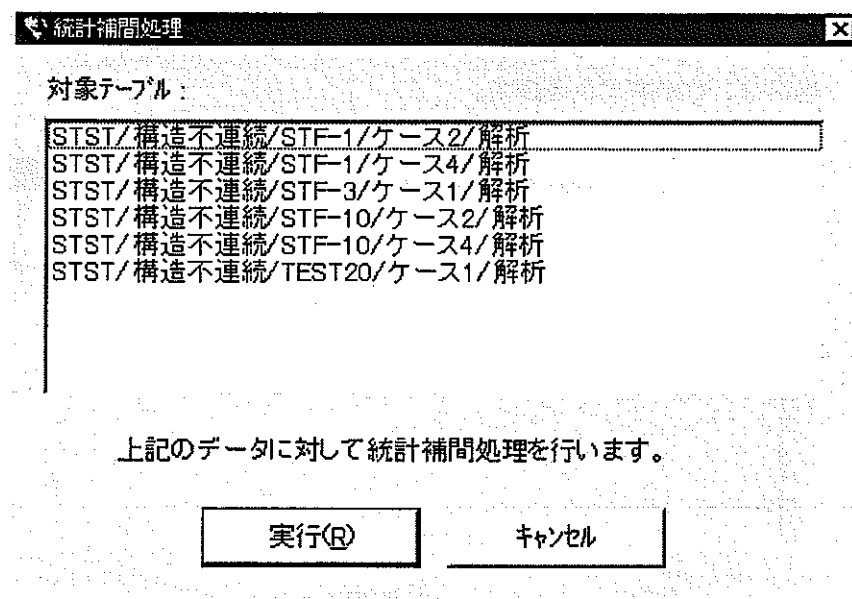 統計補間処理
対象テーブル：
STST/構造不連続/STF-1/ケース2/解析
STST/構造不連続/STF-1/ケース4/解析
STST/構造不連続/STF-3/ケース1/解析
STST/構造不連続/STF-10/ケース2/解析
STST/構造不連続/STF-10/ケース4/解析
STST/構造不連続/TEST20/ケース1/解析
上記のデータに対して統計補間処理を行います。
実行(R) キャンセル